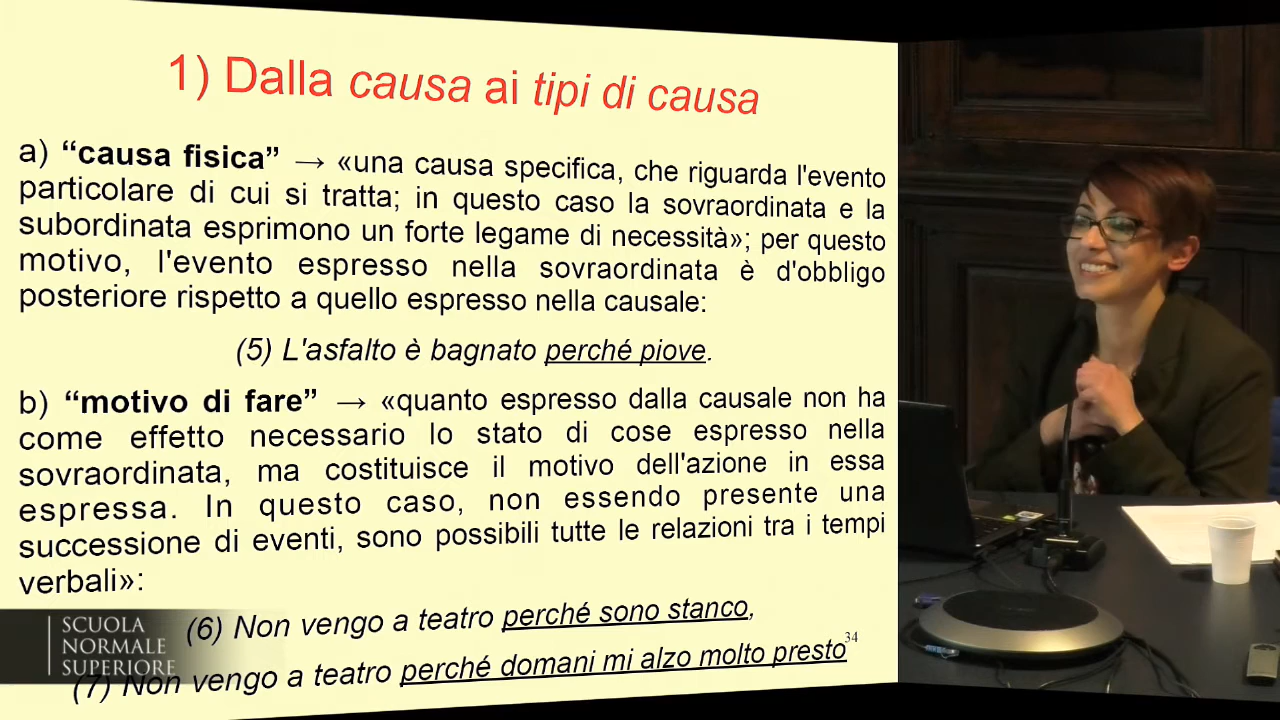 1) Dalla causa ai tipi di causa
a) “causa fisica” → «una causa specifica, che riguarda l'evento
particolare di cui si tratta; in questo caso la sovraordinata e la
subordinata esprimono un forte legame di necessità»; per questo
motivo, l'evento espresso nella sovraordinata è d'obbligo
posteriore rispetto a quello espresso nella causale:
(5) L'asfalto è bagnato perché piove.
b) “motivo di fare” → «quanto espresso dalla causale non ha
come effetto necessario lo stato di cose espresso nella
sovraordinata, ma costituisce il motivo dell'azione in essa
espressa. In questo caso, non essendo presente una
successione di eventi, sono possibili tutte le relazioni tra i tempi
verbali»:
(6) Non vengo a teatro perché sono stanco,
(7) Non vengo a teatro perché domani mi alzo molto presto
34
SCUOLA
NORMALE
SUPERIORE